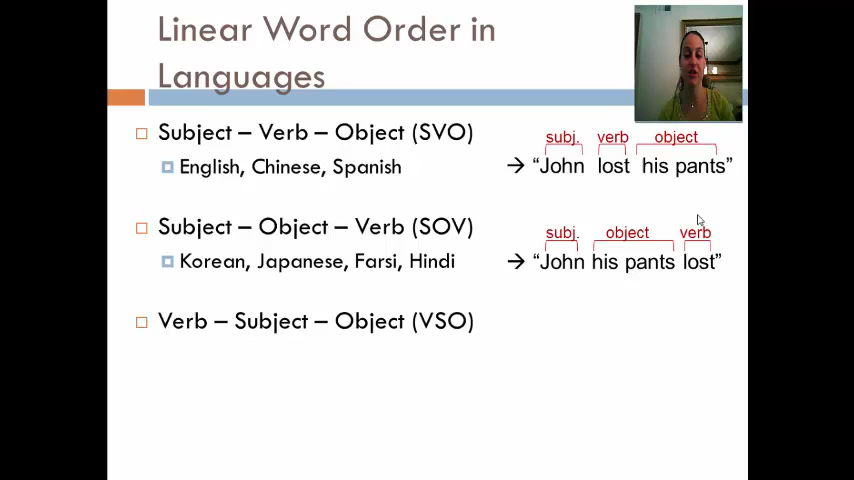 Linear Word Order in
Languages
Subject – Verb – Object (SVO)
subj. verb object
English, Chinese, Spanish
→ “John lost his pants”
Subject – Object – Verb (SOV)
subj. object verb
Korean, Japanese, Farsi, Hindi
→ “John his pants lost”
Verb – Subject – Object (VSO)